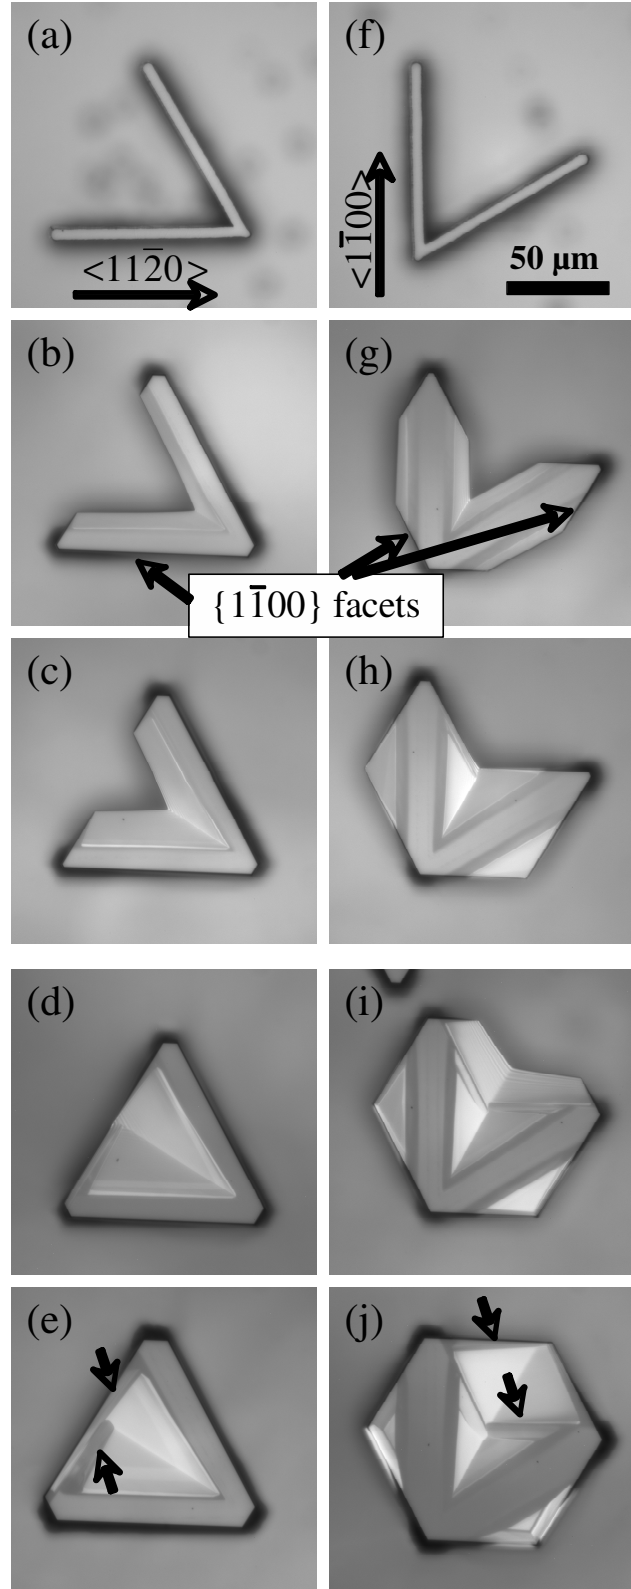 (a)
<112̅0>
(f)
<11̅00>
50 µm
(b)
(g)
{11̅00} facets
(c)
(h)
(d)
(i)
(e)
(j)